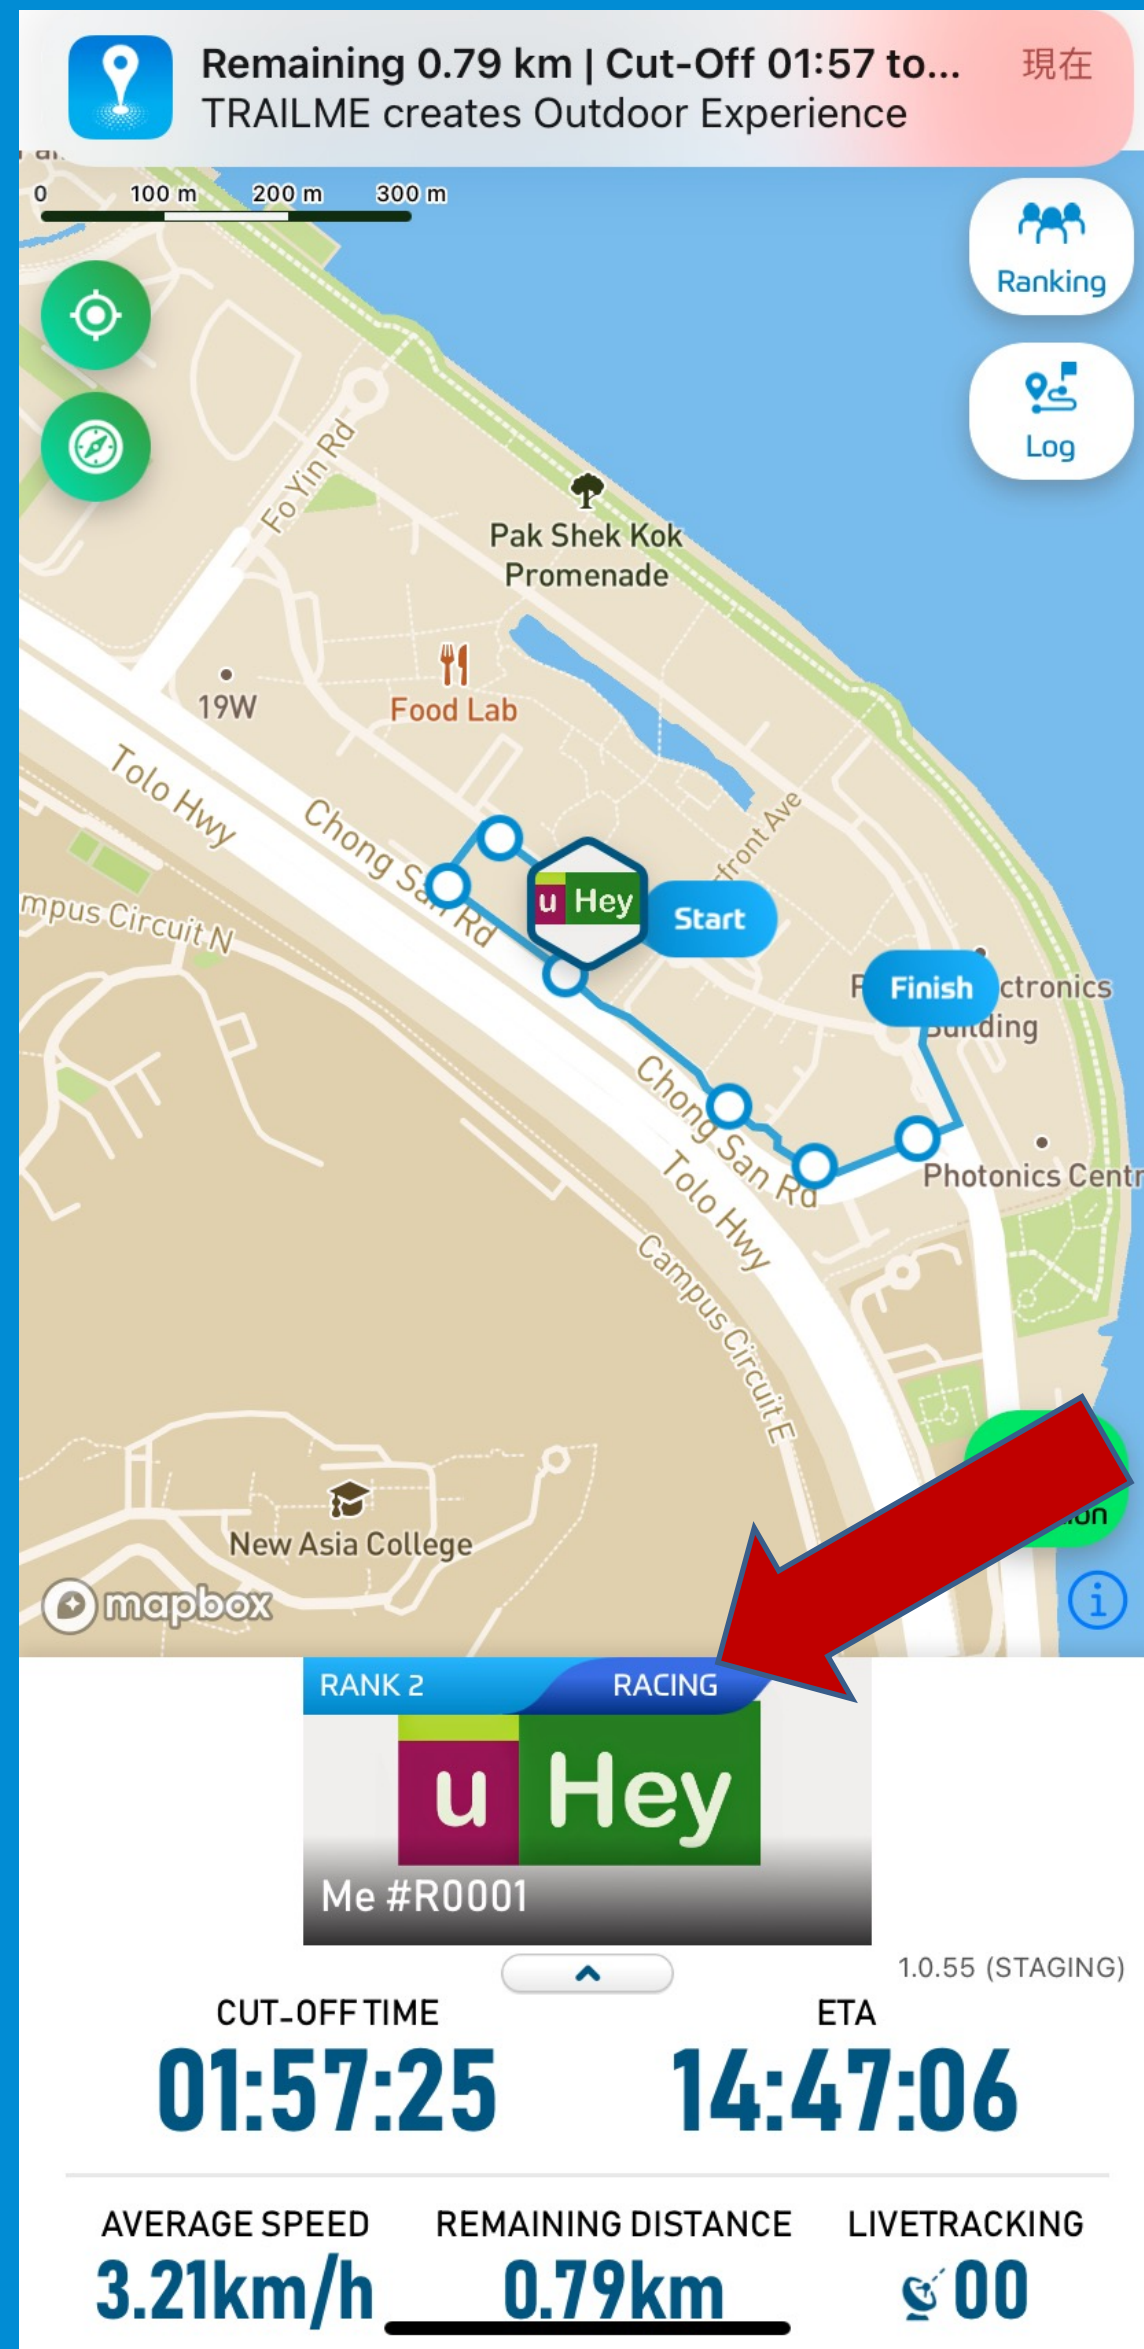 Remaining 0.79 km | Cut-Off 01:57 to...
現在
TRAILME creates Outdoor Experience
0 100 m 200 m 300 m
Ranking
Log
Fo Yin Rd
Pak Shek Kok
Promenade
19W
Food Lab
Tolo Hwy
Chong San Rd
front Ave
mpus Circuit N
u Hey
Start
Finish
ctronics
Building
Chong San Rd
Photonics Centr
Tolo Hwy
Campus Circuit E
New Asia College
mapbox
RANK 2
RACING
u Hey
Me #R0001
1.0.55 (STAGING)
CUT-OFF TIME
ETA
01:57:25
14:47:06
AVERAGE SPEED
REMAINING DISTANCE
LIVETRACKING
3.21km/h
0.79km
00